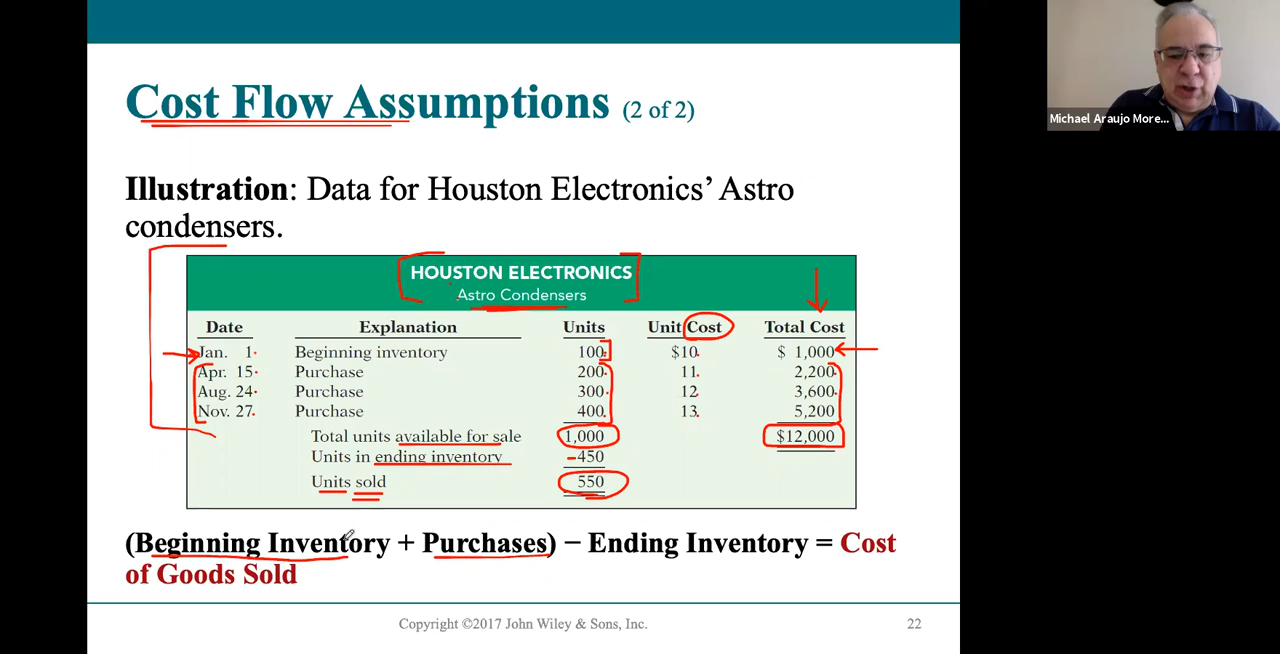 Cost Flow Assumptions (2 of 2)
Michael Araujo More...
Illustration: Data for Houston Electronics’ Astro
condensers.
HOUSTON ELECTRONICS
Astro Condensers
Date Explanation Units Unit Cost Total Cost
Jan. 1 Beginning inventory 100 $10 $ 1,000
Apr. 15 Purchase 200 11 2,200
Aug. 24 Purchase 300 12 3,600
Nov. 27 Purchase 400 13 5,200
Total units available for sale 1,000 $12,000
Units in ending inventory -450
Units sold 550
(Beginning Inventory + Purchases) − Ending Inventory = Cost
of Goods Sold
Copyright ©2017 John Wiley & Sons, Inc. 22